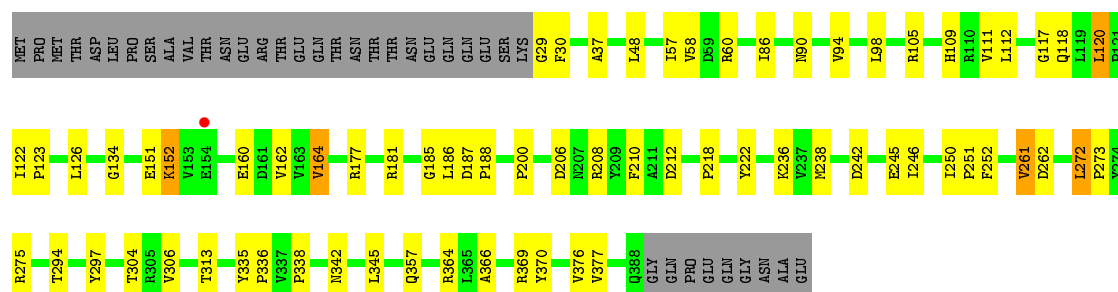 MET PRO MET THR ASP LEU PRO SER ALA VAL THR ASN GLU ARG THR GLU GLN THR ASN THR THR ASN GLU GLN GLN GLU SER LYS G29 F30 A37 L48 I57 V58 D59 R60 I86 N90 V94 L98 R105 H109 R110 V111 L112 G117 Q118 L119 L120 P121
I122 P123 L126 G134 E151 K152 V153 E154 E160 D161 V162 V163 V164 R177 R181 G185 L186 D187 P188 P200 D206 N207 R208 Y209 F210 A211 D212 P218 Y222 K236 V237 M238 D242 E245 I246 I250 P251 F252 V261 D262 L272 P273 Y274
R275 T294 Y297 T304 R305 V306 T313 Y335 P336 V337 P338 N342 L345 Q357 R364 L365 A366 R369 Y370 V376 V377 Q388 GLY GLN PRO GLU GLN GLY ASN ALA GLU